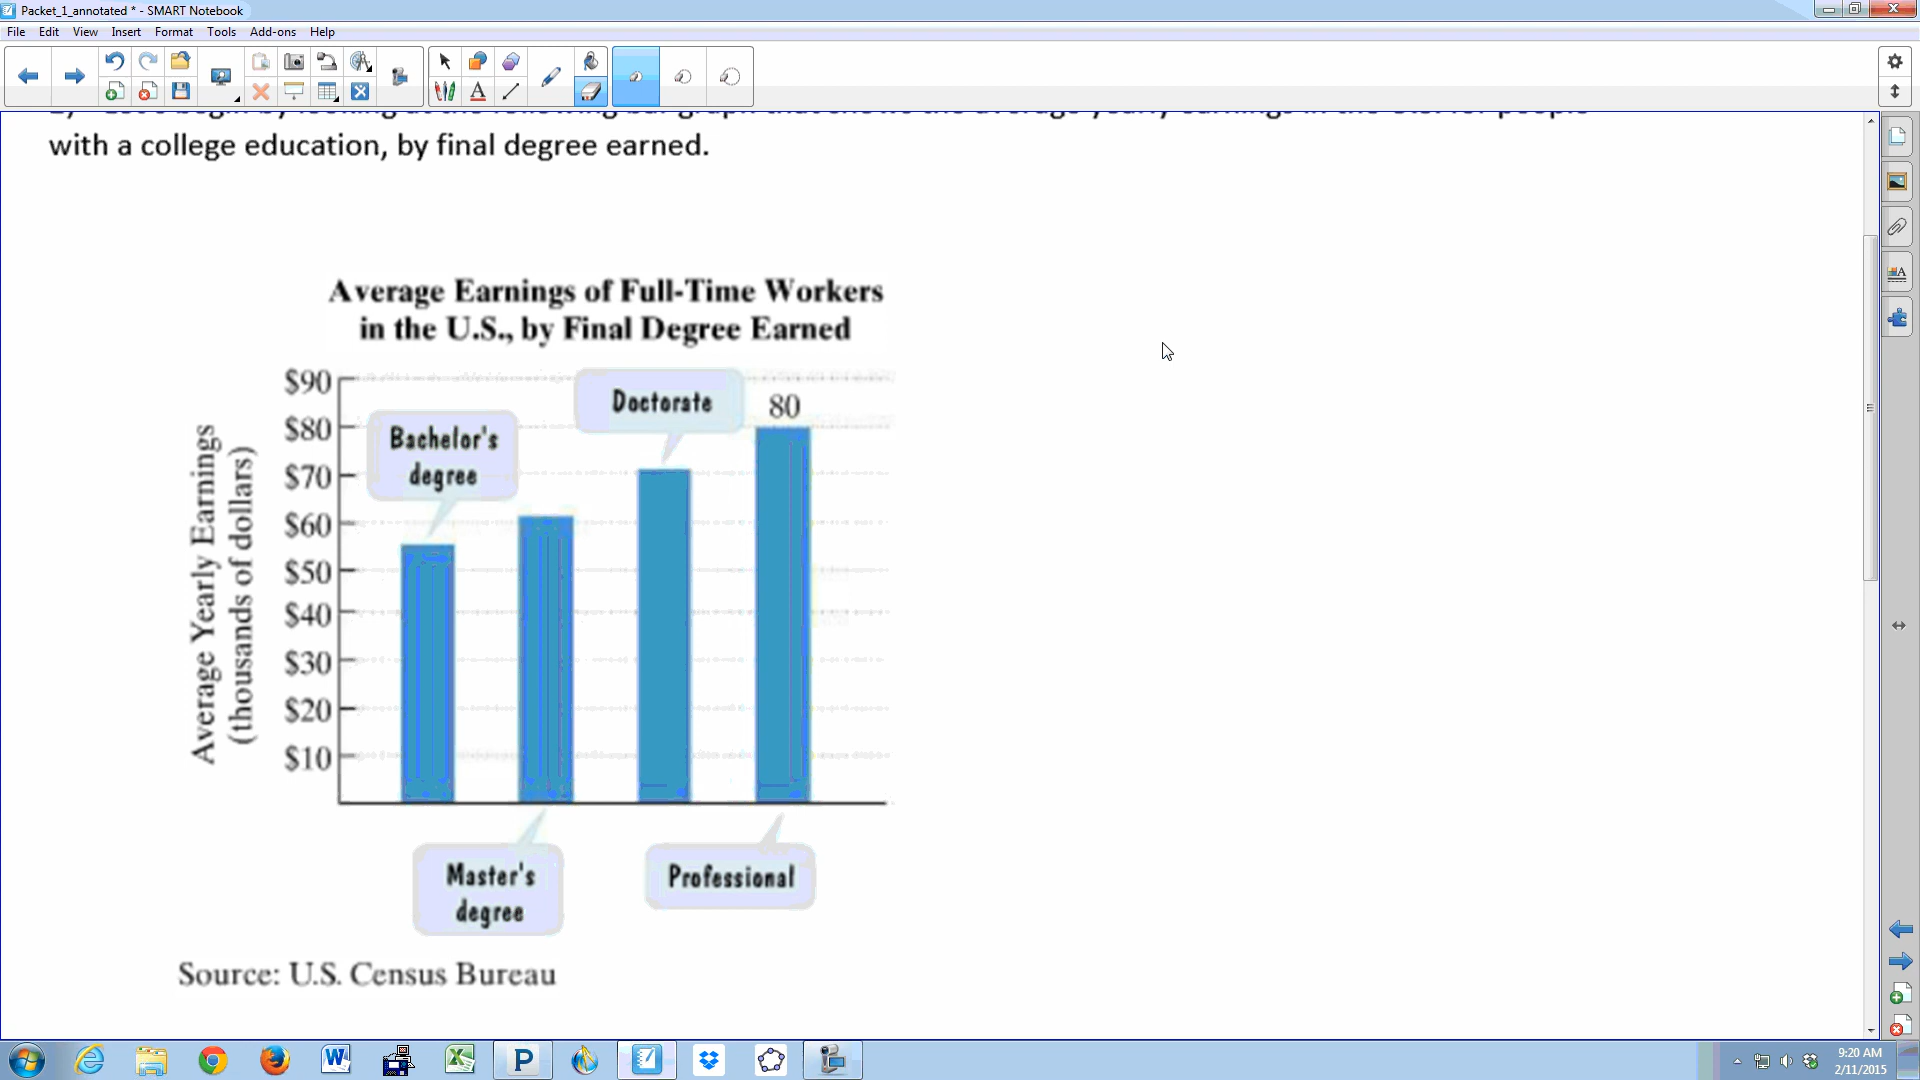 Packet_1_annotated * - SMART Notebook
File Edit View Insert Format Tools Add-ons Help
with a college education, by final degree earned.
Average Earnings of Full-Time Workers
in the U.S., by Final Degree Earned
Average Yearly Earnings
(thousands of dollars)
$90
$80
$70
$60
$50
$40
$30
$20
$10
Bachelor's
degree
Doctorate
80
Master's
degree
Professional
Source: U.S. Census Bureau
9:20 AM
2/11/2015